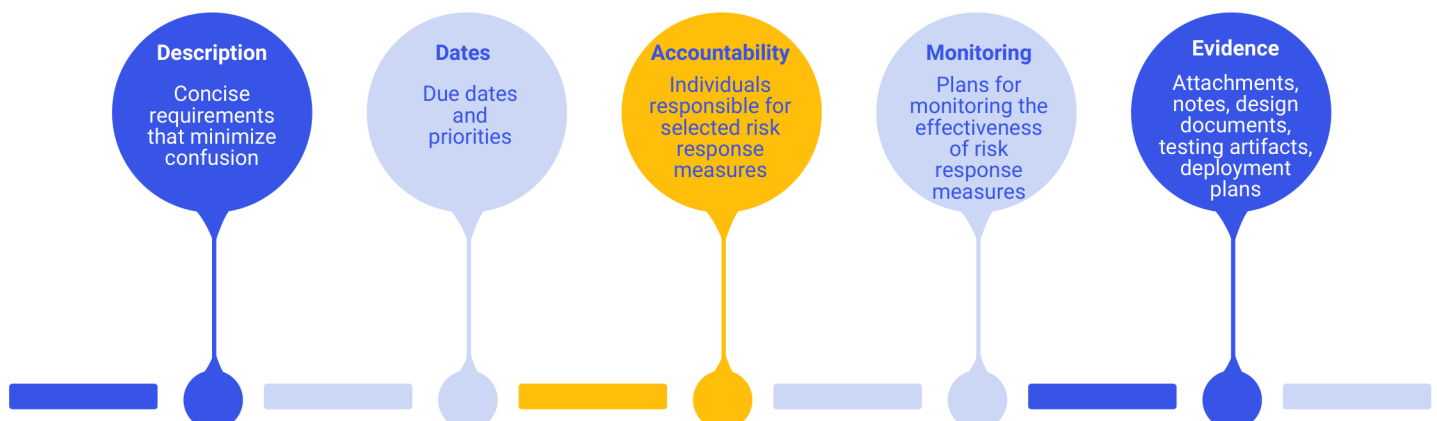 Description
Concise
requirements
that minimize
confusion
Dates
Due dates
and
priorities
Accountability
Individuals
responsible for
selected risk
response
measures
Monitoring
Plans for
monitoring the
effectiveness
of risk
response
measures
Evidence
Attachments,
notes, design
documents,
testing artifacts,
deployment
plans